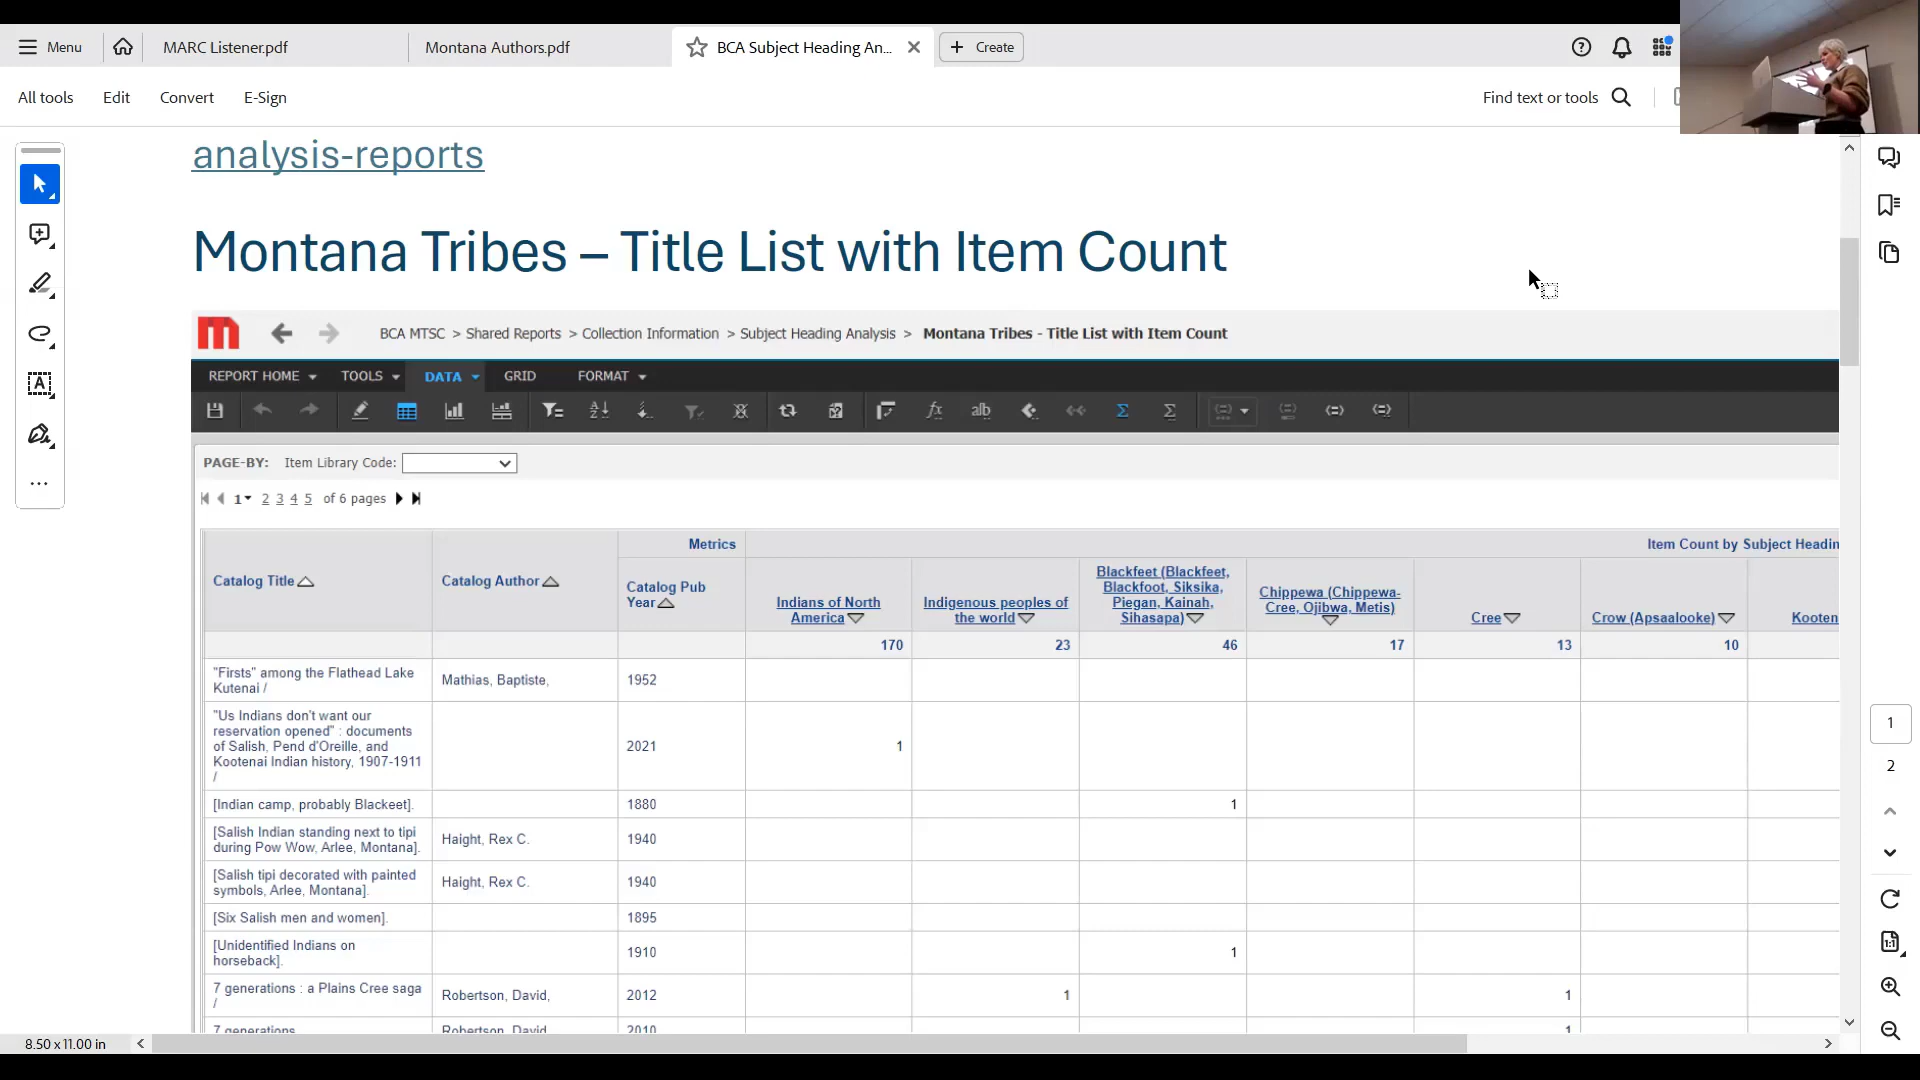 Menu
MARC Listener.pdf
Montana Authors.pdf
BCA Subject Heading An...
Create
All tools
Edit
Convert
E-Sign
Find text or tools
analysis-reports
Montana Tribes – Title List with Item Count
BCA MTSC > Shared Reports > Collection Information > Subject Heading Analysis > Montana Tribes - Title List with Item Count
REPORT HOME TOOLS DATA GRID FORMAT
PAGE-BY: Item Library Code:
1 2 3 4 5 of 6 pages
Metrics
Item Count by Subject Headin
Catalog Title
Catalog Author
Catalog Pub
Year
Indians of North
America
Indigenous peoples of
the world
Blackfeet (Blackfeet,
Blackfoot, Siksika,
Piegan, Kainah,
Sihasapa)
Chippewa (Chippewa-
Cree, Ojibwa, Metis)
Cree
Crow (Apsaalooke)
Kooten
170 23 46 17 13 10
"Firsts" among the Flathead Lake
Kutenai /
Mathias, Baptiste,
1952
"Us Indians don't want our
reservation opened" : documents
of Salish, Pend d'Oreille, and
Kootenai Indian history, 1907-1911
/
2021
1
[Indian camp, probably Blackeet].
1880
1
[Salish Indian standing next to tipi
during Pow Wow, Arlee, Montana].
Haight, Rex C.
1940
[Salish tipi decorated with painted
symbols, Arlee, Montana].
Haight, Rex C.
1940
[Six Salish men and women].
1895
[Unidentified Indians on
horseback].
1910
1
7 generations : a Plains Cree saga
/
Robertson, David,
2012
1
1
7 generations
Robertson, David
2010
1
1
2
8.50 x 11.00 in